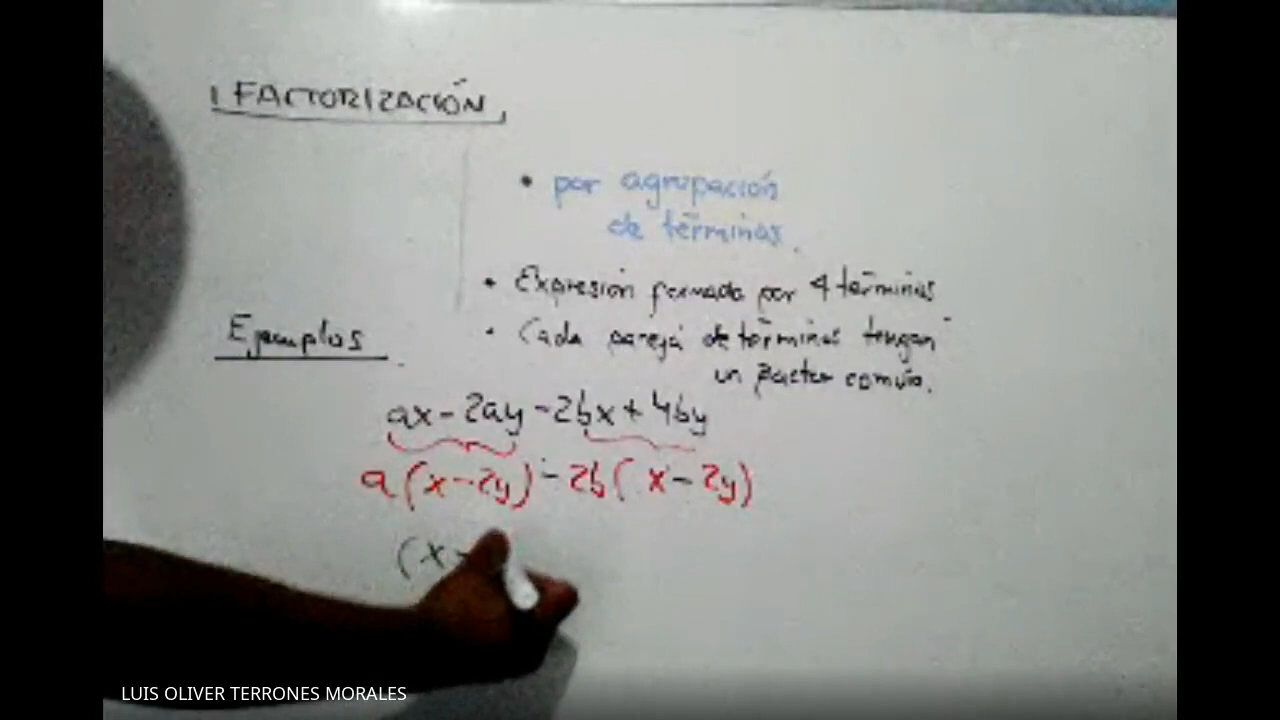 FACTORIZACIÓN
• por agrupación
de términos.
• Expresión formada por 4 términos
Ejemplos
• Cada pareja de términos tengan
un factor común.
ax - 2ay - 2bx + 4by
a(x - 2y) - 2b(x - 2y)
(x -
LUIS OLIVER TERRONES MORALES